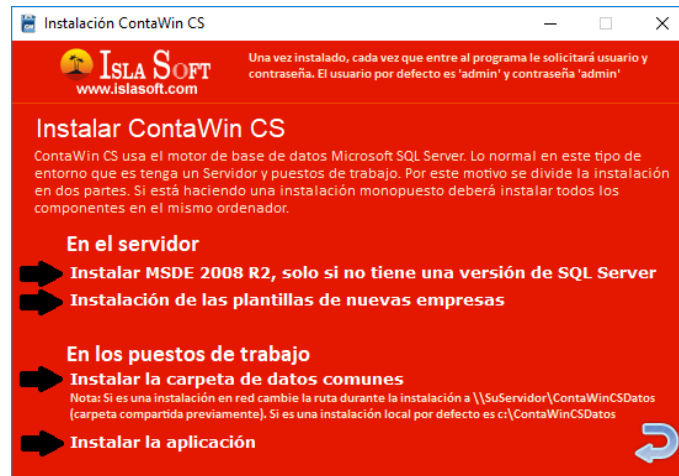 Instalación ContaWin CS
ISLA SOFT
www.islasoft.com
Una vez instalado, cada vez que entre al programa le solicitará usuario y
contraseña. El usuario por defecto es 'admin' y contraseña 'admin'
Instalar ContaWin CS
ContaWin CS usa el motor de base de datos Microsoft SQL Server. Lo normal en este tipo de
entorno que es tenga un Servidor y puestos de trabajo. Por este motivo se divide la instalación
en dos partes. Si está haciendo una instalación monopuesto deberá instalar todos los
componentes en el mismo ordenador.
En el servidor
Instalar MSDE 2008 R2, solo si no tiene una versión de SQL Server
Instalación de las plantillas de nuevas empresas
En los puestos de trabajo
Instalar la carpeta de datos comunes
Nota: Si es una instalación en red cambie la ruta durante la instalación a \\SuServidor\ContaWinCSDatos
(carpeta compartida previamente). Si es una instalación local por defecto es c:\ContaWinCSDatos
Instalar la aplicación